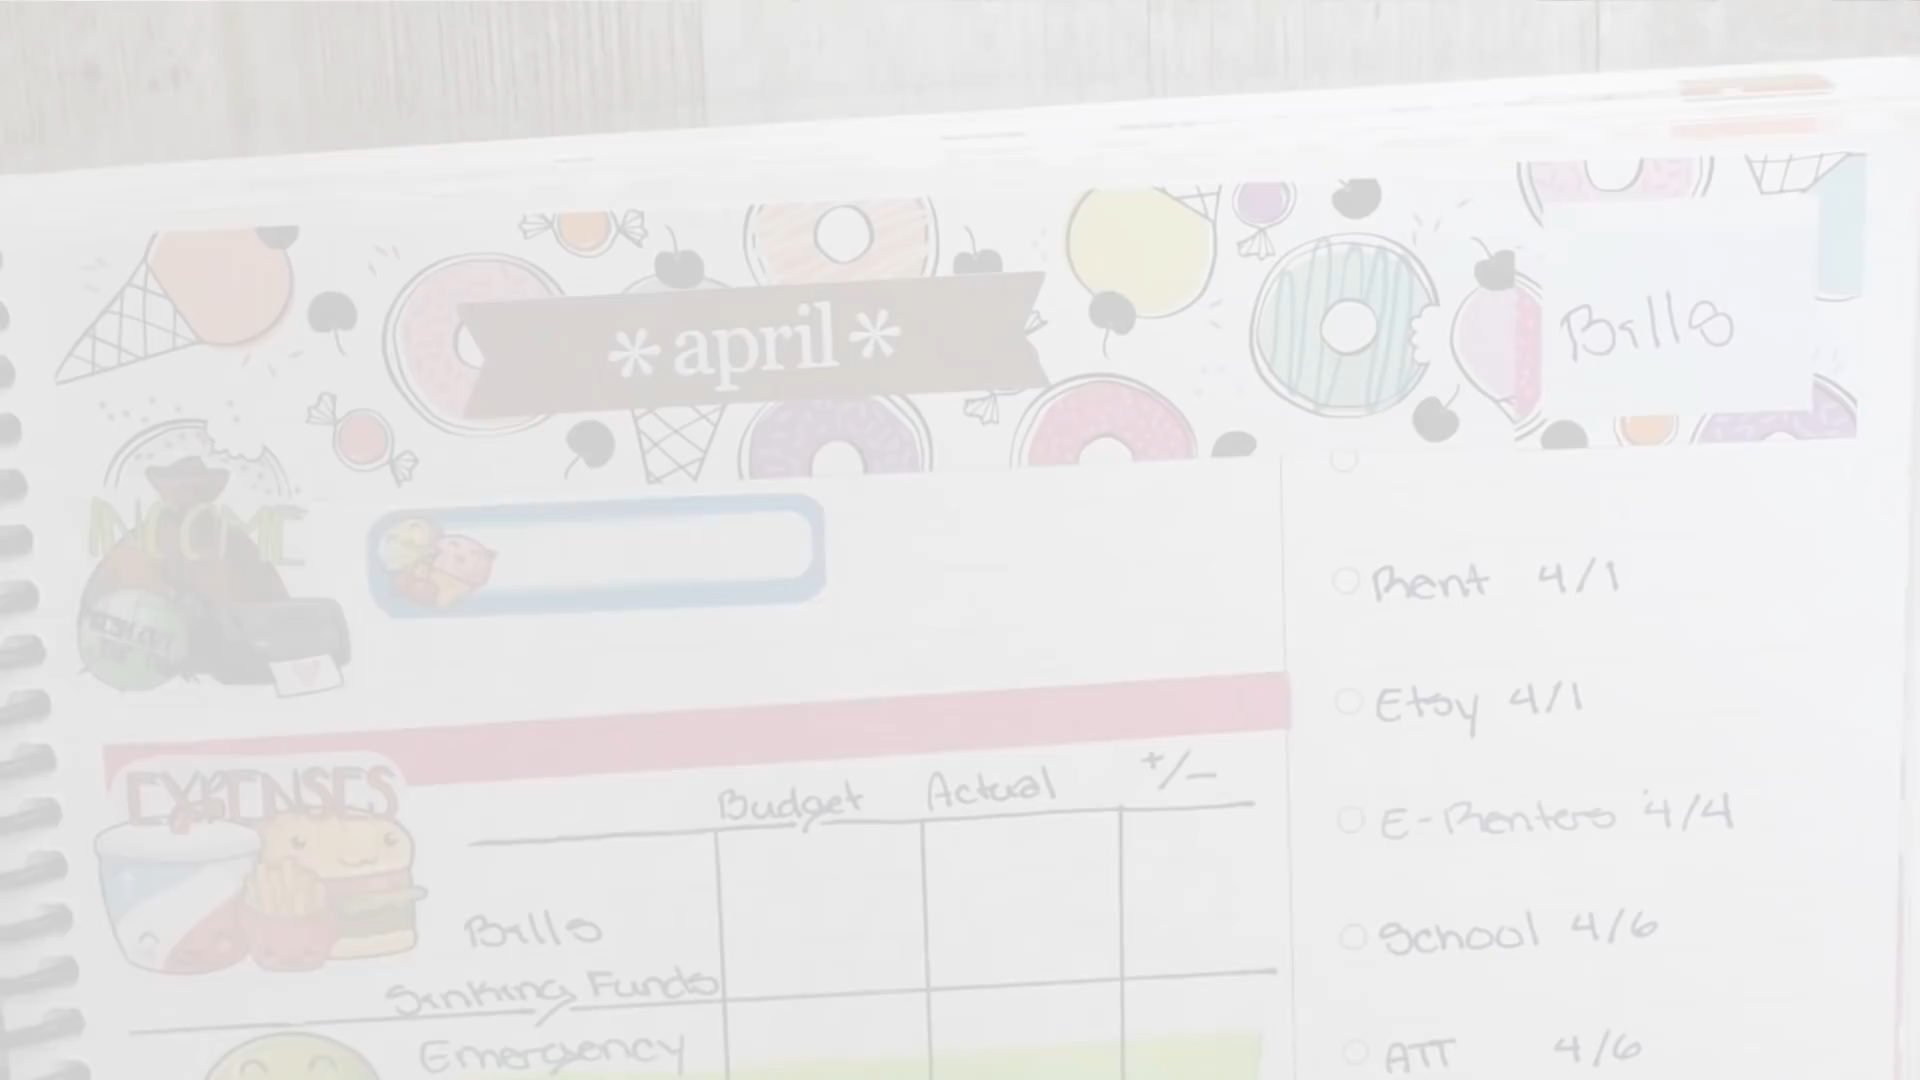 *april*
Bills
INCOME
Rent 4/1
Etsy 4/1
E-Renters 4/4
School 4/6
ATT 4/6
EXPENSES
Budget Actual +/-
Bills
Sinking Funds
Emergency